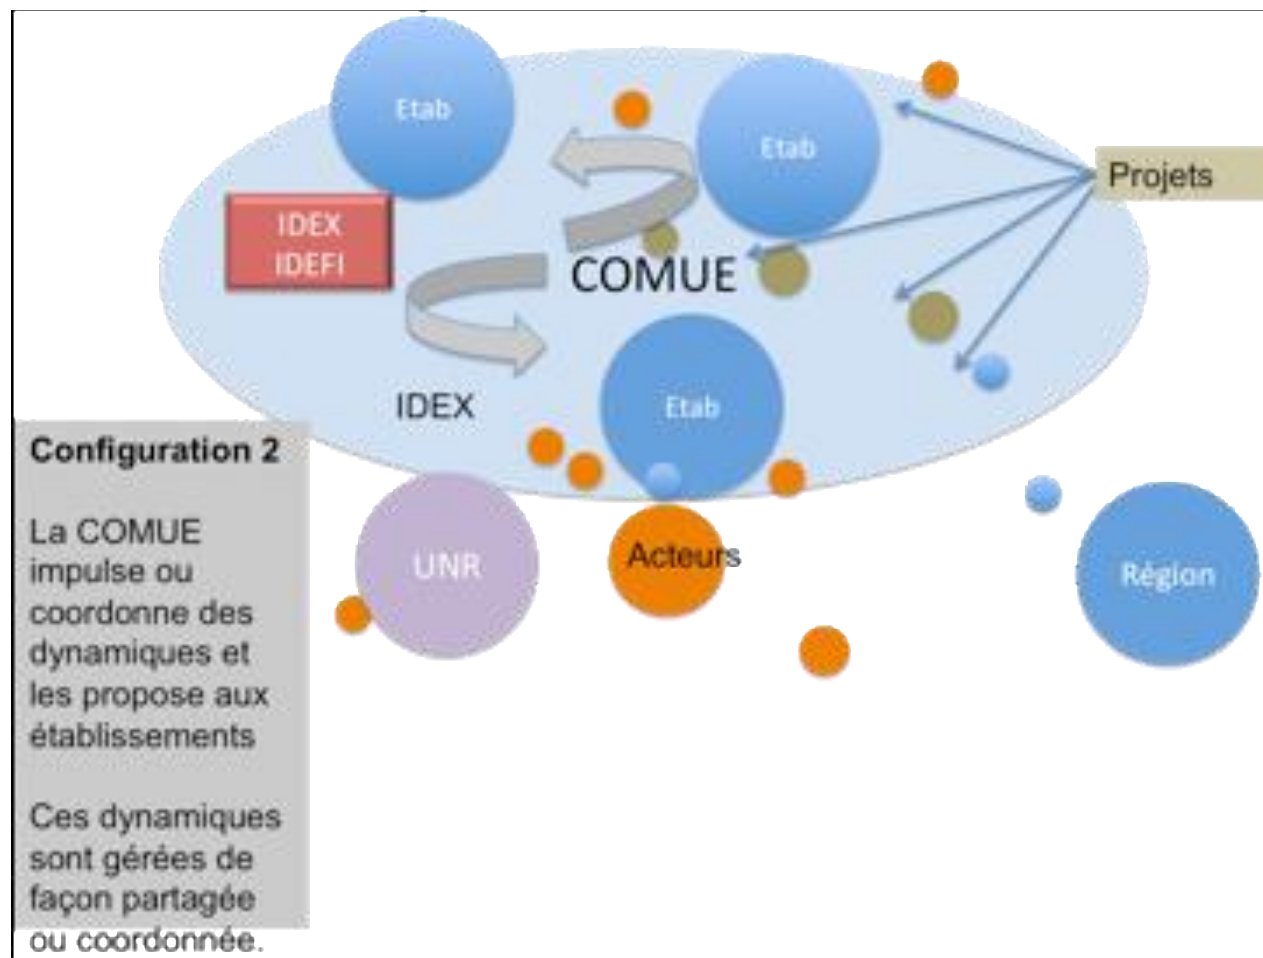 Etab
Etab
Projets
IDEX
IDEFI
COMUE
Etab
IDEX
Configuration 2
La COMUE
impulse ou
coordonne des
dynamiques et
les propose aux
établissements
Ces dynamiques
sont gérées de
façon partagée
ou coordonnée.
UNR
Acteurs
Région